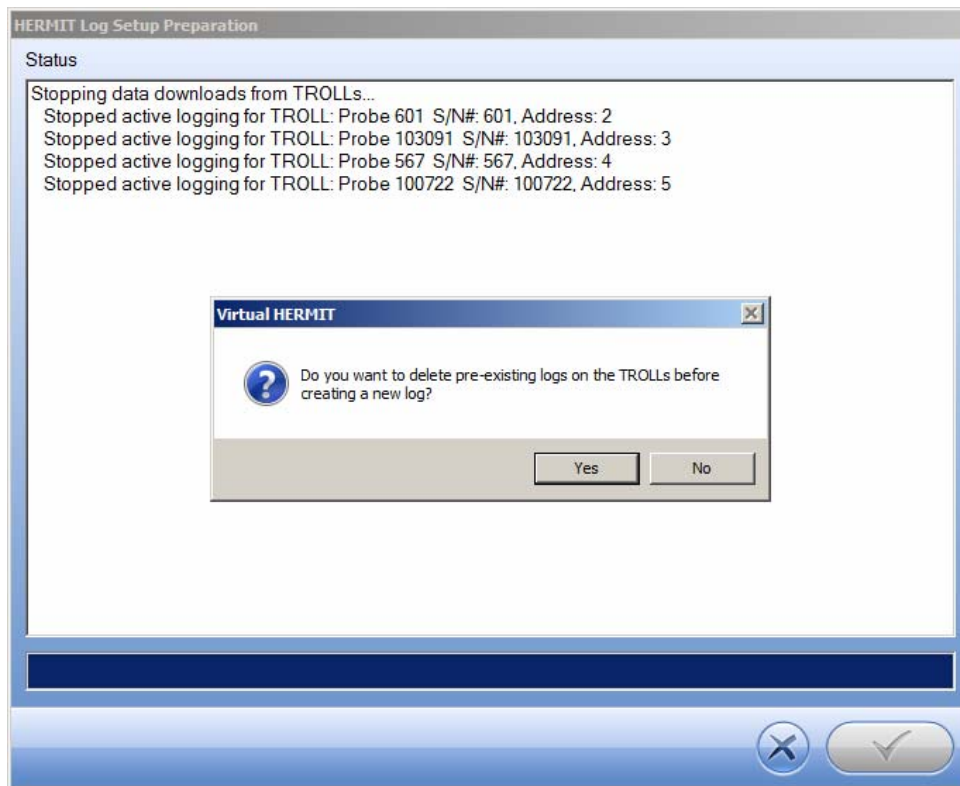 HERMIT Log Setup Preparation
Status
Stopping data downloads from TROLLs...
Stopped active logging for TROLL: Probe 601 S/N#: 601, Address: 2
Stopped active logging for TROLL: Probe 103091 S/N#: 103091, Address: 3
Stopped active logging for TROLL: Probe 567 S/N#: 567, Address: 4
Stopped active logging for TROLL: Probe 100722 S/N#: 100722, Address: 5
Virtual HERMIT
Do you want to delete pre-existing logs on the TROLLs before
creating a new log?
Yes
No